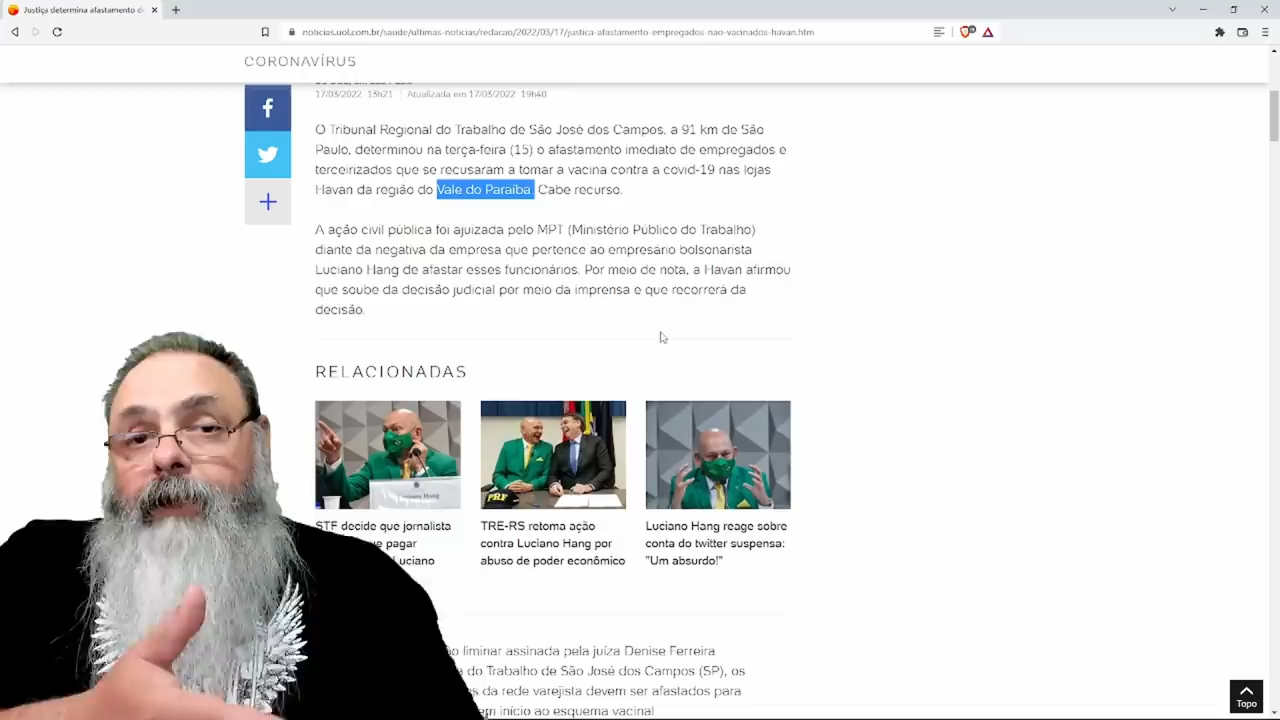 Justiça determina afastamento d
noticias.uol.com.br/saude/ultimas-noticias/redacao/2022/03/17/justica-afastamento-empregados-nao-vacinados-havan.htm
CORONAVÍRUS
17/03/2022 13h21 Atualizada em 17/03/2022 19h40
O Tribunal Regional do Trabalho de São José dos Campos, a 91 km de São
Paulo, determinou na terça-feira (15) o afastamento imediato de empregados e
terceirizados que se recusaram a tomar a vacina contra a covid-19 nas lojas
Havan da região do Vale do Paraíba. Cabe recurso.
A ação civil pública foi ajuizada pelo MPT (Ministério Público do Trabalho)
diante da negativa da empresa que pertence ao empresário bolsonarista
Luciano Hang de afastar esses funcionários. Por meio de nota, a Havan afirmou
que soube da decisão judicial por meio da imprensa e que recorrerá da
decisão.
RELACIONADAS
Hang
PRF
STF decide que jornalista
pagar
Luciano
TRE-RS retoma ação
contra Luciano Hang por
abuso de poder econômico
Luciano Hang reage sobre
conta do twitter suspensa:
"Um absurdo!"
liminar assinada pela juíza Denise Ferreira
do Trabalho de São José dos Campos (SP), os
da rede varejista devem ser afastados para
início ao esquema vacinal
Topo